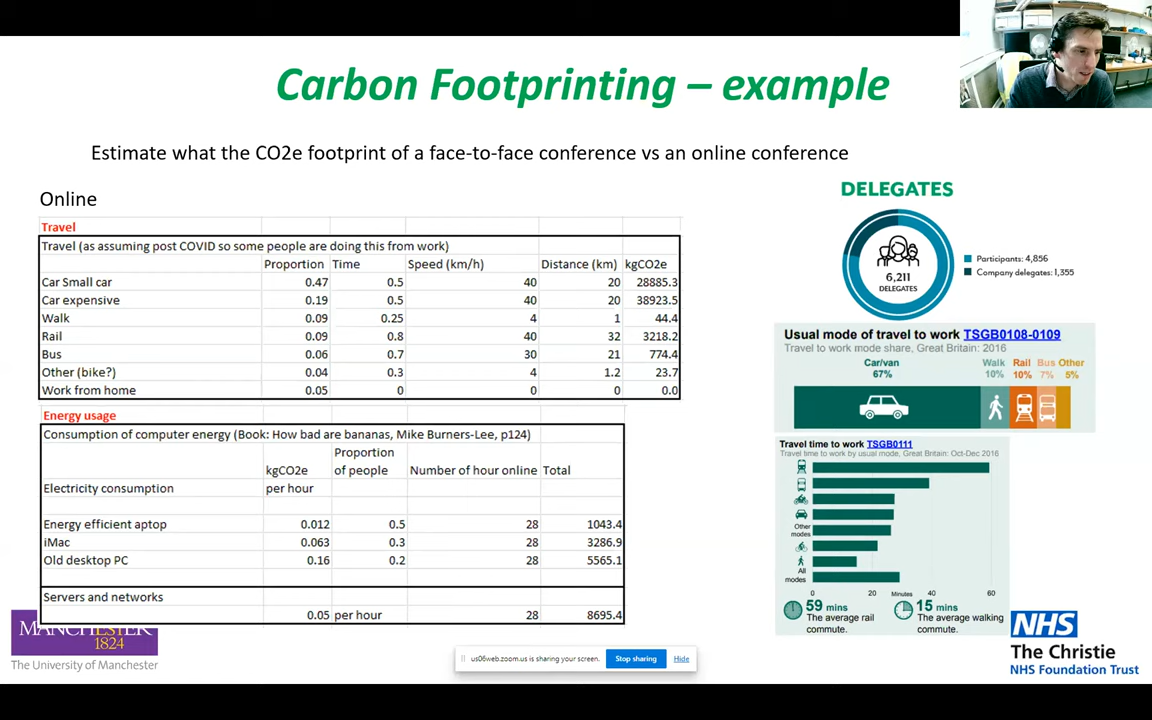 Carbon Footprinting – example
Estimate what the CO2e footprint of a face-to-face conference vs an online conference
Online
Travel
Travel (as assuming post COVID so some people are doing this from work)
Proportion Time Speed (km/h) Distance (km) kgCO2e
Car Small car 0.47 0.5 40 20 28885.3
Car expensive 0.19 0.5 40 20 38923.5
Walk 0.09 0.25 4 1 44.4
Rail 0.09 0.8 40 32 3218.2
Bus 0.06 0.7 30 21 774.4
Other (bike?) 0.04 0.3 4 1.2 23.7
Work from home 0.05 0 0 0 0.0
Energy usage
Consumption of computer energy (Book: How bad are bananas, Mike Burners-Lee, p124)
Electricity consumption kgCO2e per hour Proportion of people Number of hour online Total
Energy efficient aptop 0.012 0.5 28 1043.4
iMac 0.063 0.3 28 3286.9
Old desktop PC 0.16 0.2 28 5565.1
Servers and networks
0.05 per hour 28 8695.4
DELEGATES
6,211
DELEGATES
Participants: 4,856
Company delegates: 1,355
Usual mode of travel to work TSGB0108-0109
Travel to work mode share, Great Britain: 2016
Car/van Walk Rail Bus Other
67% 10% 10% 7% 5%
Travel time to work TSGB0111
Travel time to work by usual mode, Great Britain: Oct-Dec 2016
Other
modes
All
modes
0 20 40 60
Minutes
59 mins
The average rail
commute.
15 mins
The average walking
commute.
MANCHESTER
1824
The University of Manchester
us06web.zoom.us is sharing your screen. Stop sharing Hide
NHS
The Christie
NHS Foundation Trust